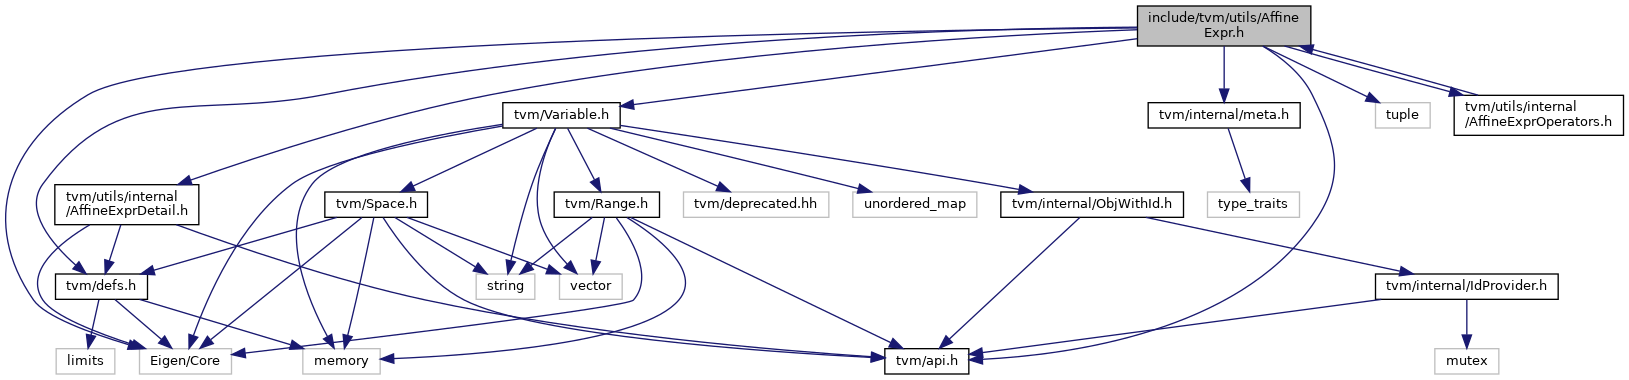 include/tvm/utils/Affine
Expr.h
tvm/Variable.h
tvm/internal/meta.h
tuple
tvm/utils/internal
/AffineExprOperators.h
tvm/utils/internal
/AffineExprDetail.h
tvm/Space.h
tvm/Range.h
tvm/deprecated.hh
unordered_map
tvm/internal/ObjWithId.h
type_traits
tvm/defs.h
string
vector
tvm/internal/IdProvider.h
limits
Eigen/Core
memory
tvm/api.h
mutex